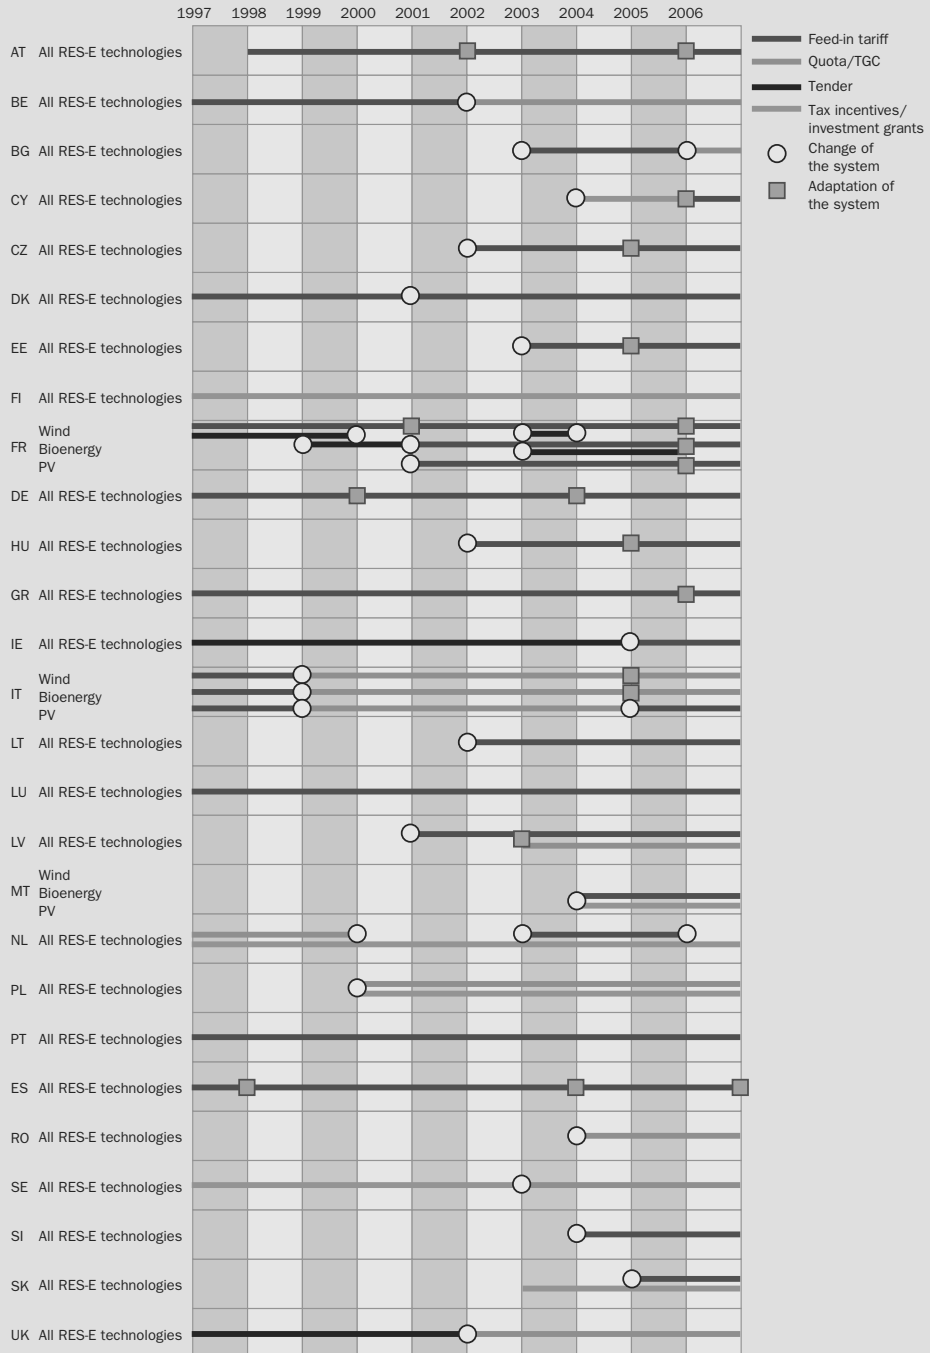 1997 1998 1999 2000 2001 2002 2003 2004 2005 2006
Feed-in tariff
Quota/TGC
Tender
Tax incentives/
investment grants
Change of
the system
Adaptation of
the system
AT All RES-E technologies
BE All RES-E technologies
BG All RES-E technologies
CY All RES-E technologies
CZ All RES-E technologies
DK All RES-E technologies
EE All RES-E technologies
FI All RES-E technologies
Wind
FR Bioenergy
PV
DE All RES-E technologies
HU All RES-E technologies
GR All RES-E technologies
IE All RES-E technologies
Wind
IT Bioenergy
PV
LT All RES-E technologies
LU All RES-E technologies
LV All RES-E technologies
Wind
MT Bioenergy
PV
NL All RES-E technologies
PL All RES-E technologies
PT All RES-E technologies
ES All RES-E technologies
RO All RES-E technologies
SE All RES-E technologies
SI All RES-E technologies
SK All RES-E technologies
UK All RES-E technologies